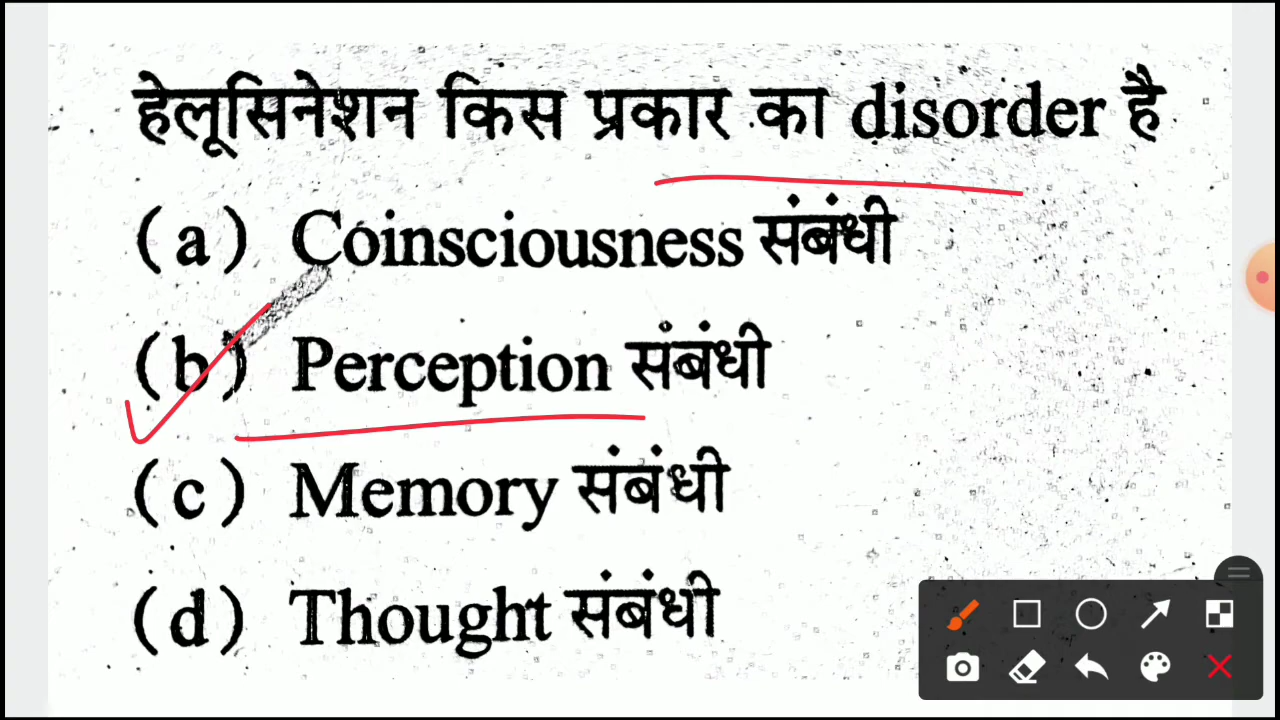 हेलूसिनेशन किस प्रकार का disorder है
(a) Coinsciousness संबंधी
(b) Perception संबंधी
(c) Memory संबंधी
(d) Thought संबंधी